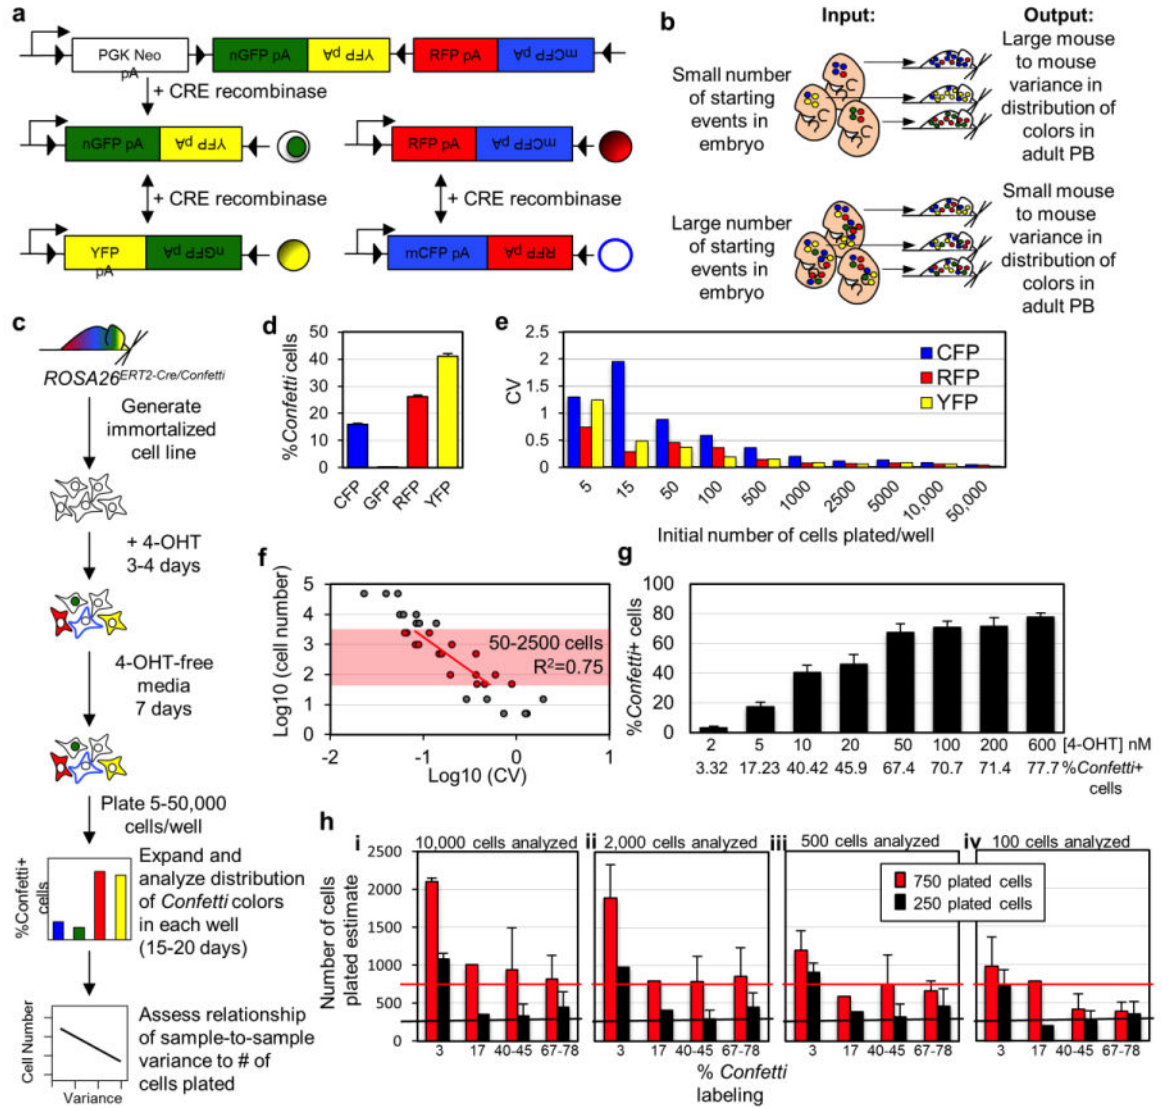 a
PGK Neo
pA
nGFP pA
YFP pA
RFP pA
mCFP pA
+ CRE recombinase
nGFP pA
YFP pA
RFP pA
mCFP pA
+ CRE recombinase
+ CRE recombinase
YFP
pA
nGFP pA
mCFP pA
RFP pA
b
Input:
Output:
Small number
of starting
events in
embryo
Large mouse
to mouse
variance in
distribution of
colors in
adult PB
Large number
of starting
events in
embryo
Small mouse
to mouse
variance in
distribution of
colors in
adult PB
c
ROSA26ERT2-Cre/Confetti
Generate
immortalized
cell line
+ 4-OHT
3-4 days
4-OHT-free
media
7 days
Plate 5-50,000
cells/well
%Confetti+
cells
Expand and
analyze distribution
of Confetti colors
in each well
(15-20 days)
Cell Number
Variance
Assess relationship
of sample-to-sample
variance to # of
cells plated
d
%Confetti cells
50
40
30
20
10
0
CFP
GFP
RFP
YFP
e
CV
2.5
2
1.5
1
0.5
0
CFP
RFP
YFP
5
15
50
100
500
1000
2500
5000
10,000
50,000
Initial number of cells plated/well
f
Log10 (cell number)
5
4
3
2
1
0
50-2500 cells
R2=0.75
-2
-1
0
1
Log10 (CV)
g
%Confetti+ cells
100
80
60
40
20
0
2 5 10 20 50 100 200 600 [4-OHT] nM
3.32 17.23 40.42 45.9 67.4 70.7 71.4 77.7 %Confetti+
cells
h
Number of cells
plated estimate
2500
2000
1500
1000
500
0
i
10,000 cells analyzed
3 17 40-45 67-78
ii
2,000 cells analyzed
3 17 40-45 67-78
iii
500 cells analyzed
3 17 40-45 67-78
iv
100 cells analyzed
3 17 40-45 67-78
750 plated cells
250 plated cells
% Confetti
labeling